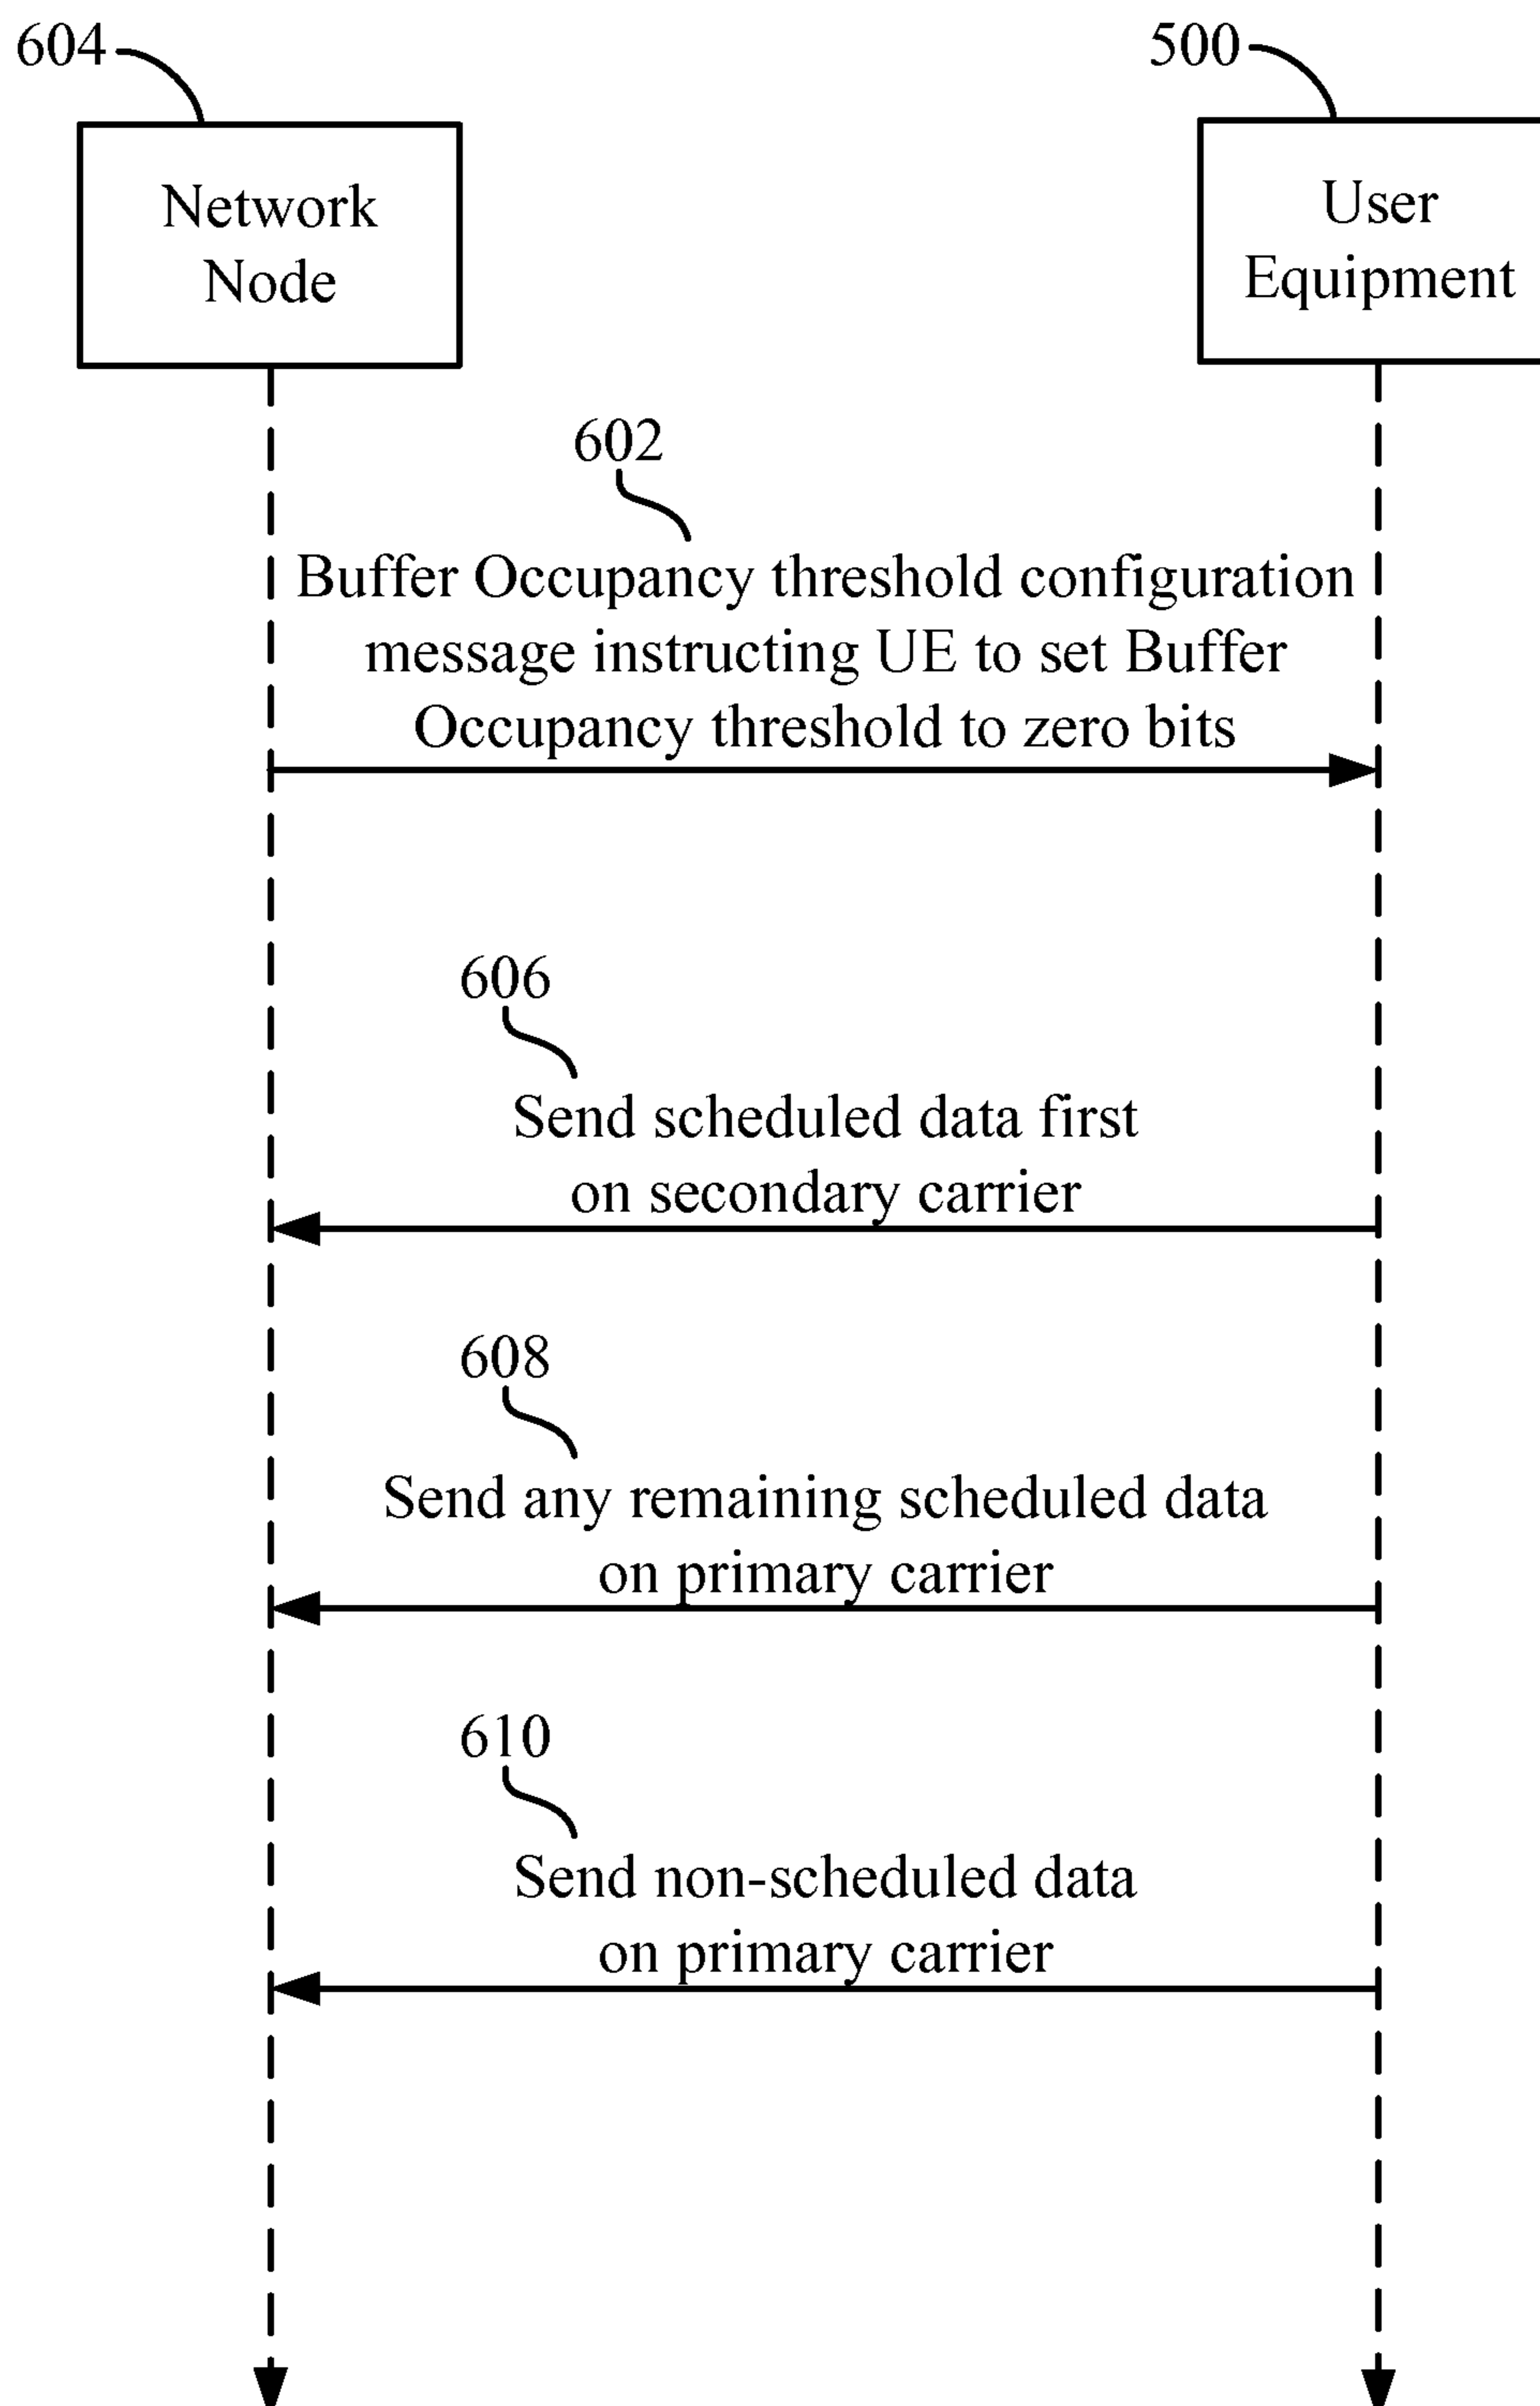 604
500
Network
Node
User
Equipment
602
Buffer Occupancy threshold configuration
message instructing UE to set Buffer
Occupancy threshold to zero bits
606
Send scheduled data first
on secondary carrier
608
Send any remaining scheduled data
on primary carrier
610
Send non-scheduled data
on primary carrier